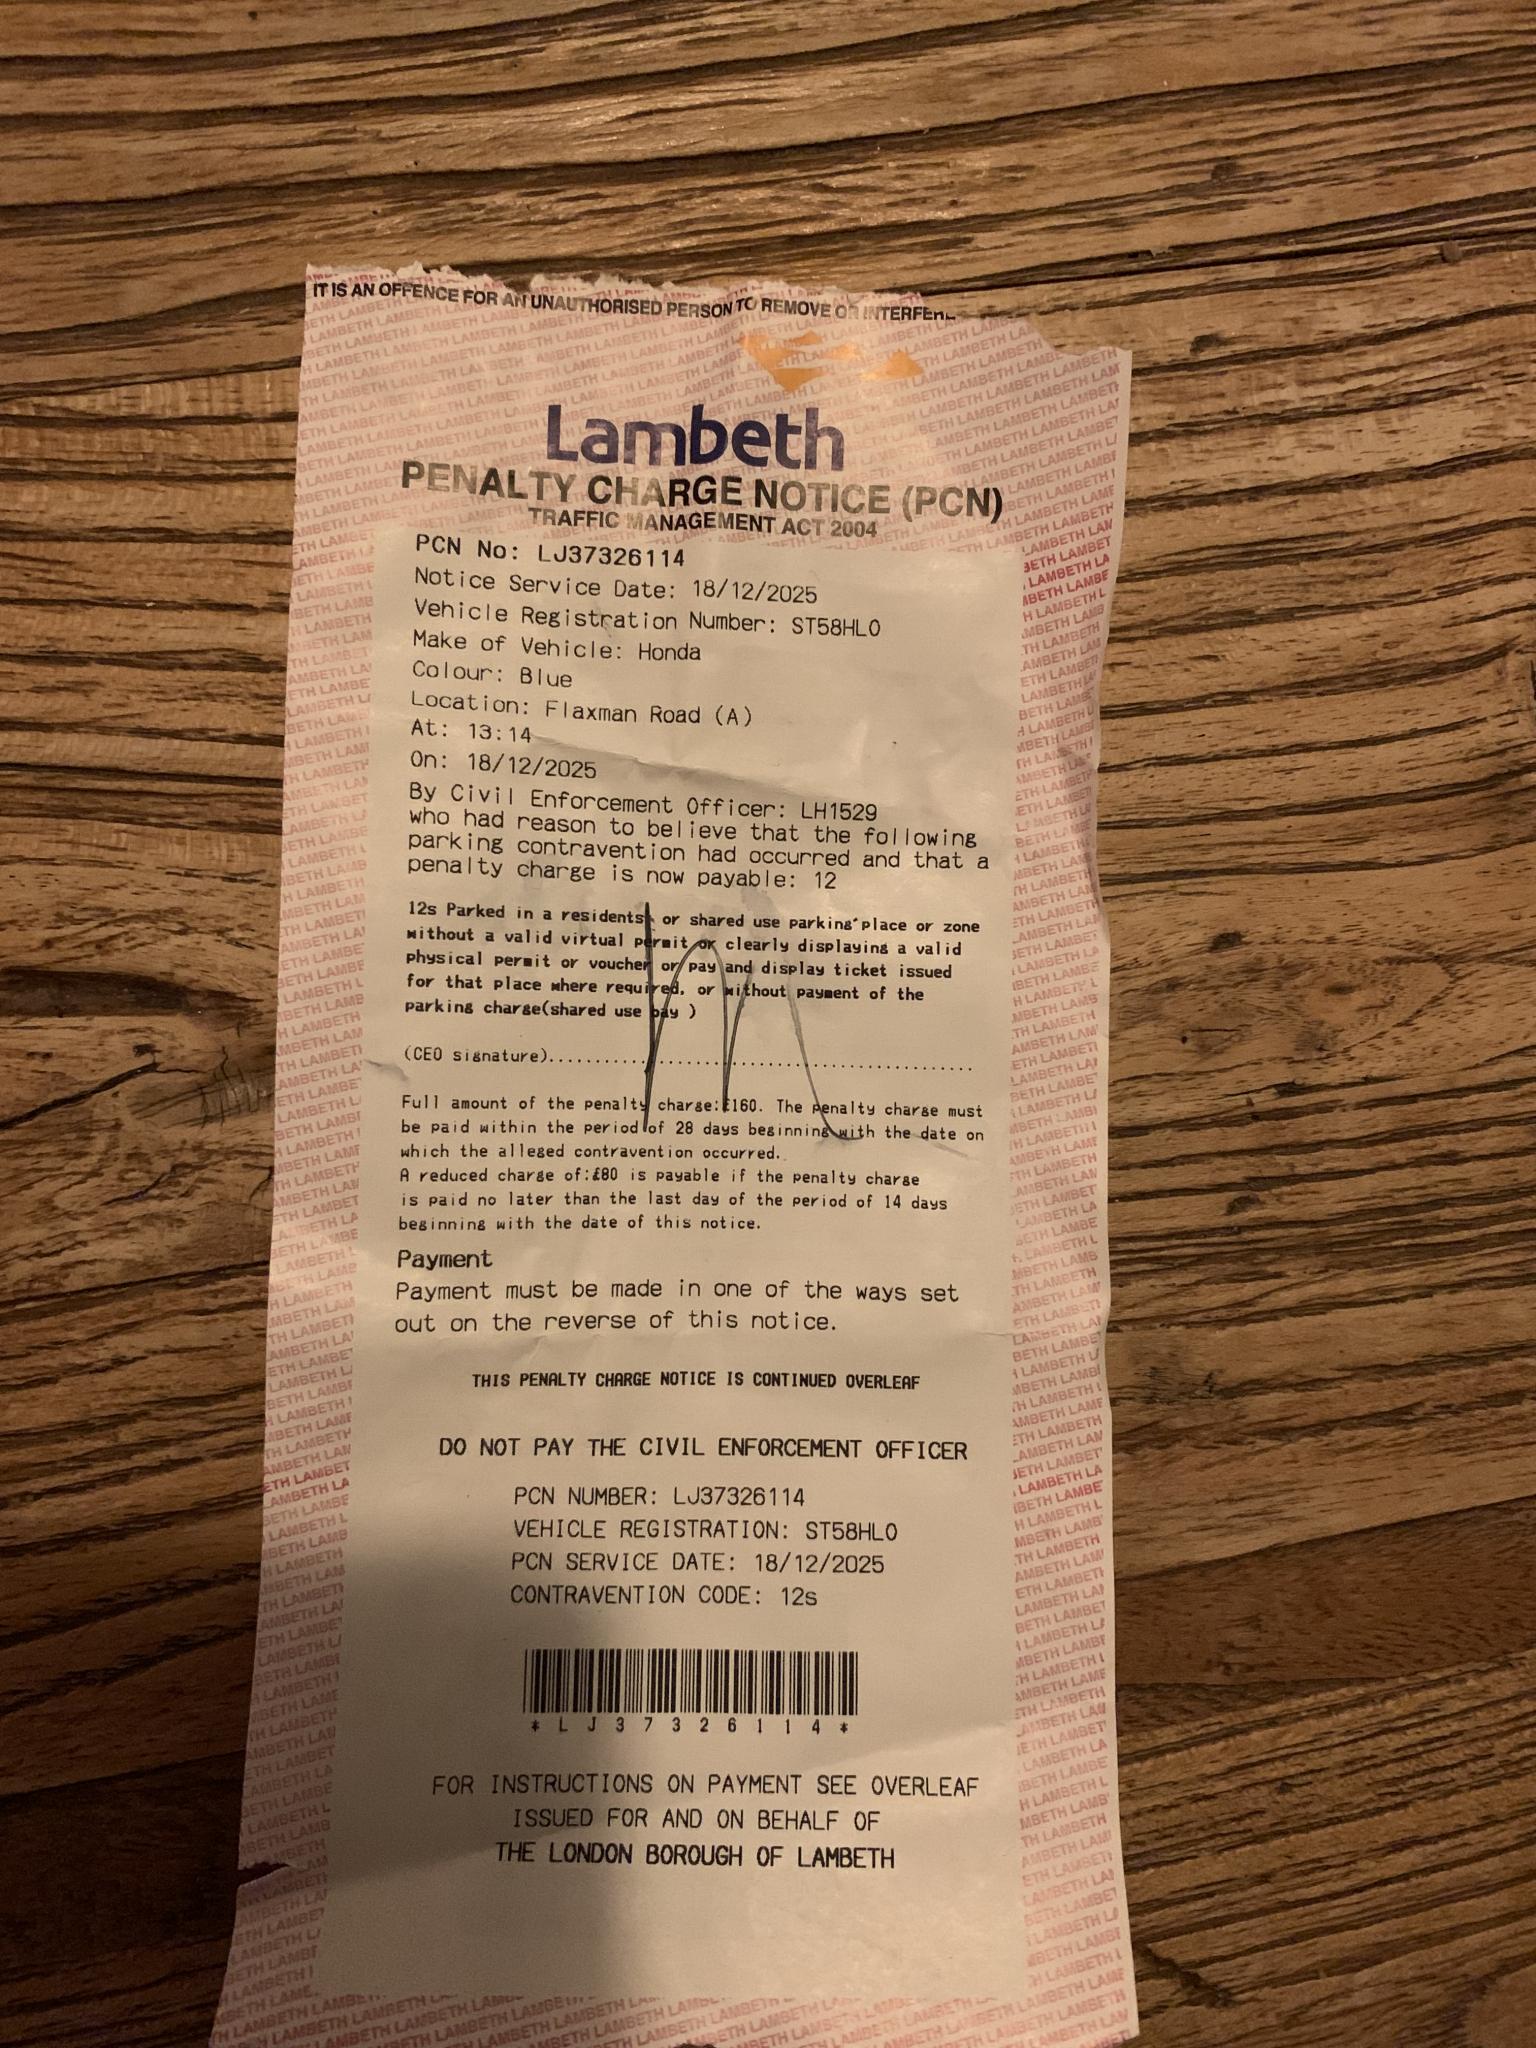 IT IS AN OFFENCE FOR AN UNAUTHORISED PERSON TO REMOVE OR INTERFERE
Lambeth
PENALTY CHARGE NOTICE (PCN)
TRAFFIC MANAGEMENT ACT 2004
PCN No: LJ37326114
Notice Service Date: 18/12/2025
Vehicle Registration Number: ST58HLO
Make of Vehicle: Honda
Colour: Blue
Location: Flaxman Road (A)
At: 13:14
On: 18/12/2025
By Civil Enforcement Officer: LH1529
who had reason to believe that the following
parking contravention had occurred and that a
penalty charge is now payable: 12
12s Parked in a residents' or shared use parking place or zone
without a valid virtual permit or clearly displaying a valid
physical permit or voucher or pay and display ticket issued
for that place where required, or without payment of the
parking charge(shared use pay )
(CEO signature)......................................................
Full amount of the penalty charge:£160. The penalty charge must
be paid within the period of 28 days beginning with the date on
which the alleged contravention occurred.
A reduced charge of:£80 is payable if the penalty charge
is paid no later than the last day of the period of 14 days
beginning with the date of this notice.
Payment
Payment must be made in one of the ways set
out on the reverse of this notice.
THIS PENALTY CHARGE NOTICE IS CONTINUED OVERLEAF
DO NOT PAY THE CIVIL ENFORCEMENT OFFICER
PCN NUMBER: LJ37326114
VEHICLE REGISTRATION: ST58HLO
PCN SERVICE DATE: 18/12/2025
CONTRAVENTION CODE: 12s
*LJ37326114*
FOR INSTRUCTIONS ON PAYMENT SEE OVERLEAF
ISSUED FOR AND ON BEHALF OF
THE LONDON BOROUGH OF LAMBETH